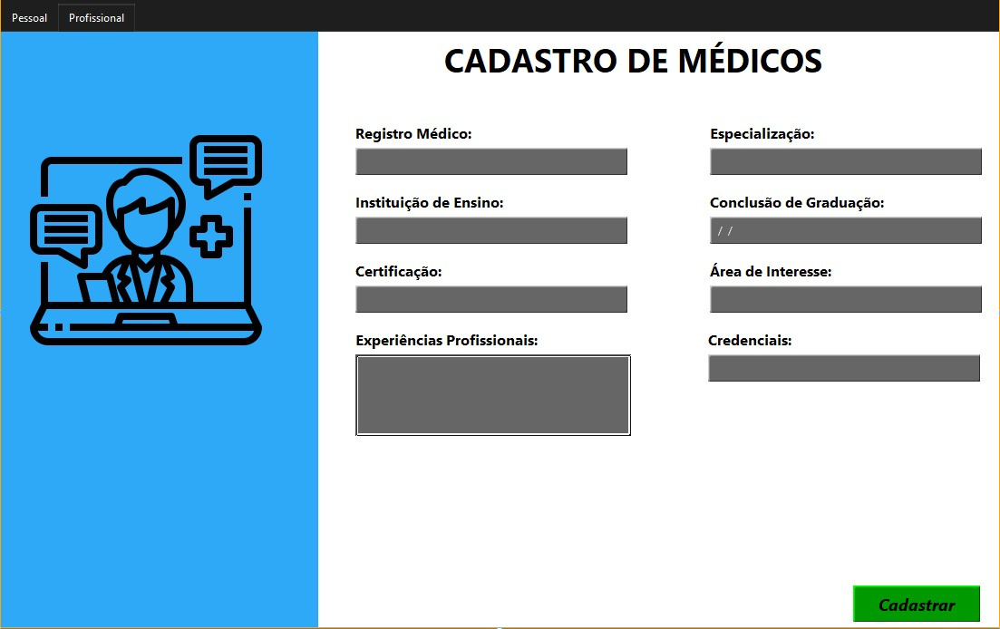 Pessoal Profissional
CADASTRO DE MÉDICOS
Registro Médico: Especialização:
Instituição de Ensino: Conclusão de Graduação:
/ /
Certificação: Área de Interesse:
Experiências Profissionais: Credenciais:
Cadastrar